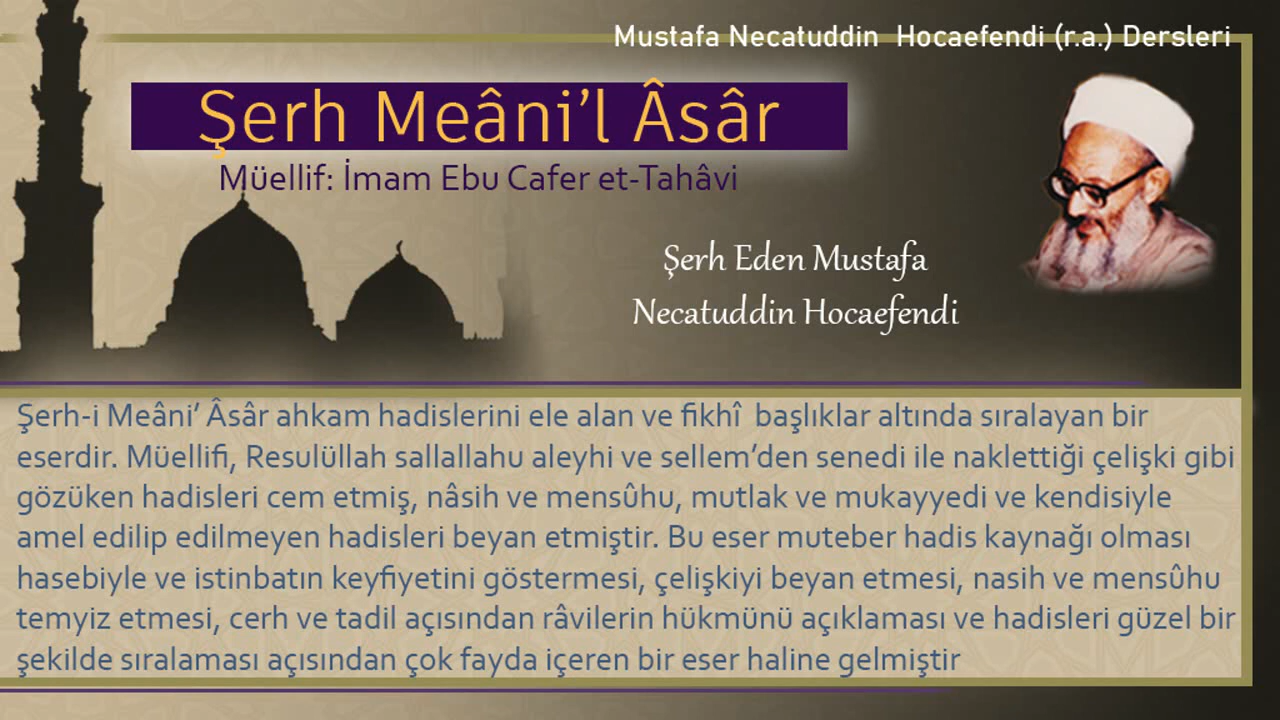 Mustafa Necatuddin Hocaefendi (r.a.) Dersleri
Şerh Meâni’l Âsâr
Müellif: İmam Ebu Cafer et-Tahâvi
Şerh Eden Mustafa
Necatuddin Hocaefendi
Şerh-i Meâni’ Âsâr ahkam hadislerini ele alan ve fikhî başlıklar altında sıralayan bir
eserdir. Müellifi, Resulüllah sallallahu aleyhi ve sellem’den senedi ile naklettiği çelişki gibi
gözüken hadisleri cem etmiş, nâsih ve mensûhu, mutlak ve mukayyedi ve kendisiyle
amel edilip edilmeyen hadisleri beyan etmiştir. Bu eser muteber hadis kaynağı olması
hasebiyle ve istinbatın keyfiyetini göstermesi, çelişkiyi beyan etmesi, nasih ve mensûhu
temyiz etmesi, cerh ve tadil açısından râvilerin hükmünü açıklaması ve hadisleri güzel bir
şekilde sıralaması açısından çok fayda içeren bir eser haline gelmiştir